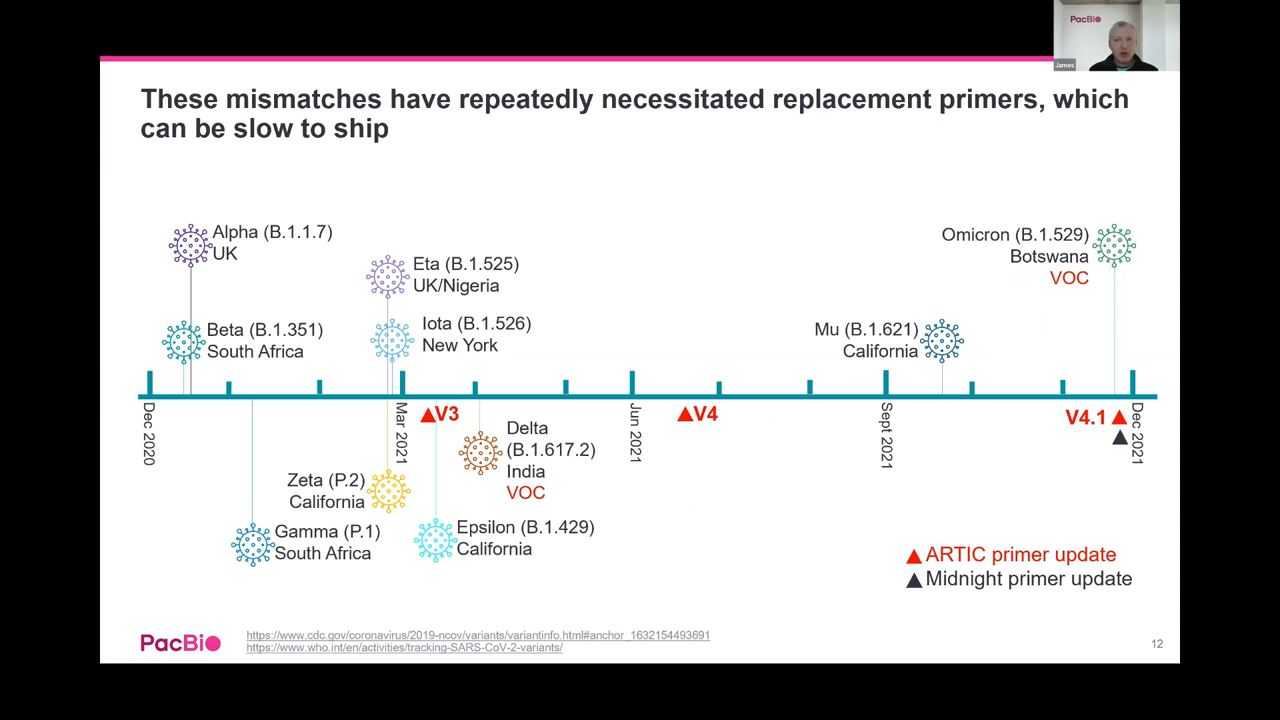 PacBio
James
These mismatches have repeatedly necessitated replacement primers, which
can be slow to ship
Alpha (B.1.1.7)
UK
Eta (B.1.525)
UK/Nigeria
Omicron (B.1.529)
Botswana
VOC
Beta (B.1.351)
South Africa
Iota (B.1.526)
New York
Mu (B.1.621)
California
Dec 2020
Mar 2021
Jun 2021
Sept 2021
Dec 2021
V3
V4
V4.1
Delta
(B.1.617.2)
India
VOC
Zeta (P.2)
California
Gamma (P.1)
South Africa
Epsilon (B.1.429)
California
ARTIC primer update
Midnight primer update
PacBio
https://www.cdc.gov/coronavirus/2019-ncov/variants/variantinfo.html#anchor_1632154493691
https://www.who.int/en/activities/tracking-SARS-CoV-2-variants/
12